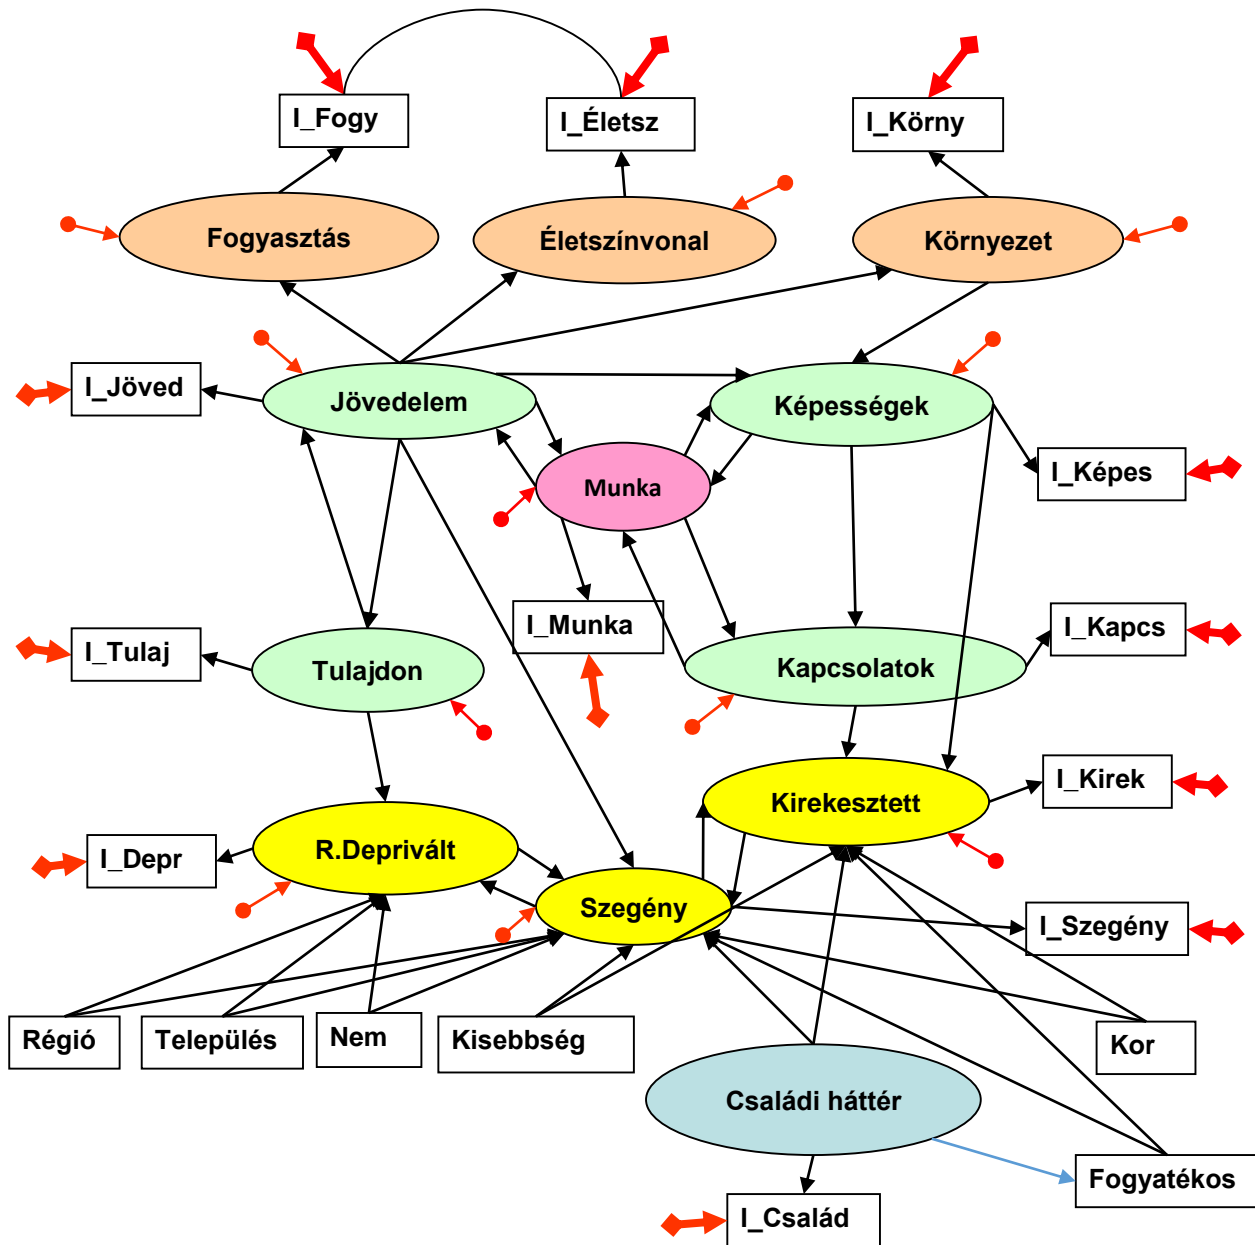 I_Fogy
I_Életsz
I_Körny
Fogyasztás
Életszínvonal
Környezet
I_Jöved
Jövedelem
Képességek
I_Képes
Munka
I_Munka
I_Kapcs
I_Tulaj
Tulajdon
Kapcsolatok
I_Kirek
Kirekesztett
I_Depr
R.Deprivált
Szegény
I_Szegény
Régió
Település
Nem
Kisebbség
Kor
Családi háttér
Fogyatékos
I_Család